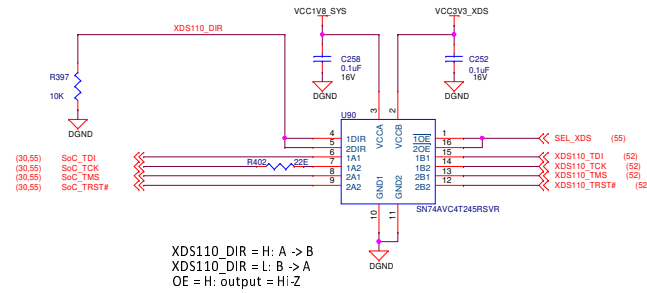 VCC1V8_SYS VCC3V3_XDS
XDS110_DIR
C258 C252
0.1uF 0.1uF
16V 16V
R397
10K
DGND DGND
DGND
U90
3 2
VCCA VCCB
4 1DIR 1OE 1 SEL_XDS (55)
5 2DIR 2OE 16
(30,55) SoC_TDI 6 1A1 1B1 15 XDS110_TDI (52)
(30,55) SoC_TCK R402 22E 7 1A2 1B2 14 XDS110_TCK (52)
(30,55) SoC_TMS 8 2A1 2B1 13 XDS110_TMS (52)
(30,55) SoC_TRST# 9 2A2 2B2 12 XDS110_TRST# (52
GND1 GND2
10 11
SN74AVC4T245RSVR
DGND
XDS110_DIR = H: A -> B
XDS110_DIR = L: B -> A
OE = H: output = Hi-Z